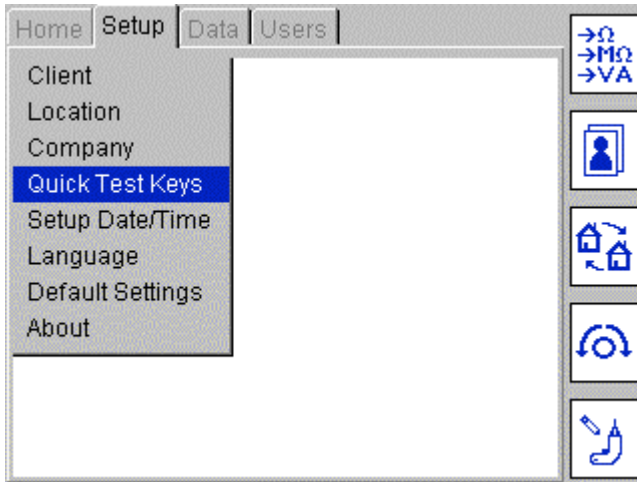 Home Setup Data Users
Client
Location
Company
Quick Test Keys
Setup Date/Time
Language
Default Settings
About
→Ω
→MΩ
→VA